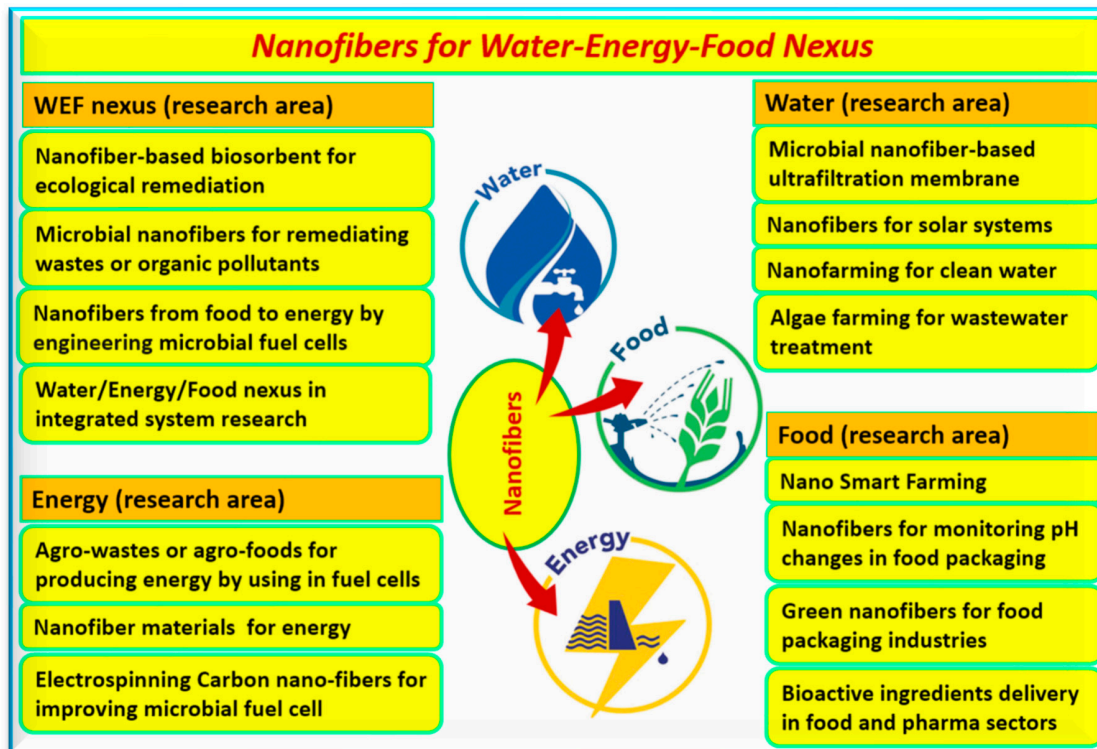 Nanofibers for Water-Energy-Food Nexus
WEF nexus (research area)
Nanofiber-based biosorbent for
ecological remediation
Microbial nanofibers for remediating
wastes or organic pollutants
Nanofibers from food to energy by
engineering microbial fuel cells
Water/Energy/Food nexus in
integrated system research
Energy (research area)
Agro-wastes or agro-foods for
producing energy by using in fuel cells
Nanofiber materials for energy
Electrospinning Carbon nano-fibers for
improving microbial fuel cell
Water
Food
Nanofibers
Energy
Water (research area)
Microbial nanofiber-based
ultrafiltration membrane
Nanofibers for solar systems
Nanofarming for clean water
Algae farming for wastewater
treatment
Food (research area)
Nano Smart Farming
Nanofibers for monitoring pH
changes in food packaging
Green nanofibers for food
packaging industries
Bioactive ingredients delivery
in food and pharma sectors